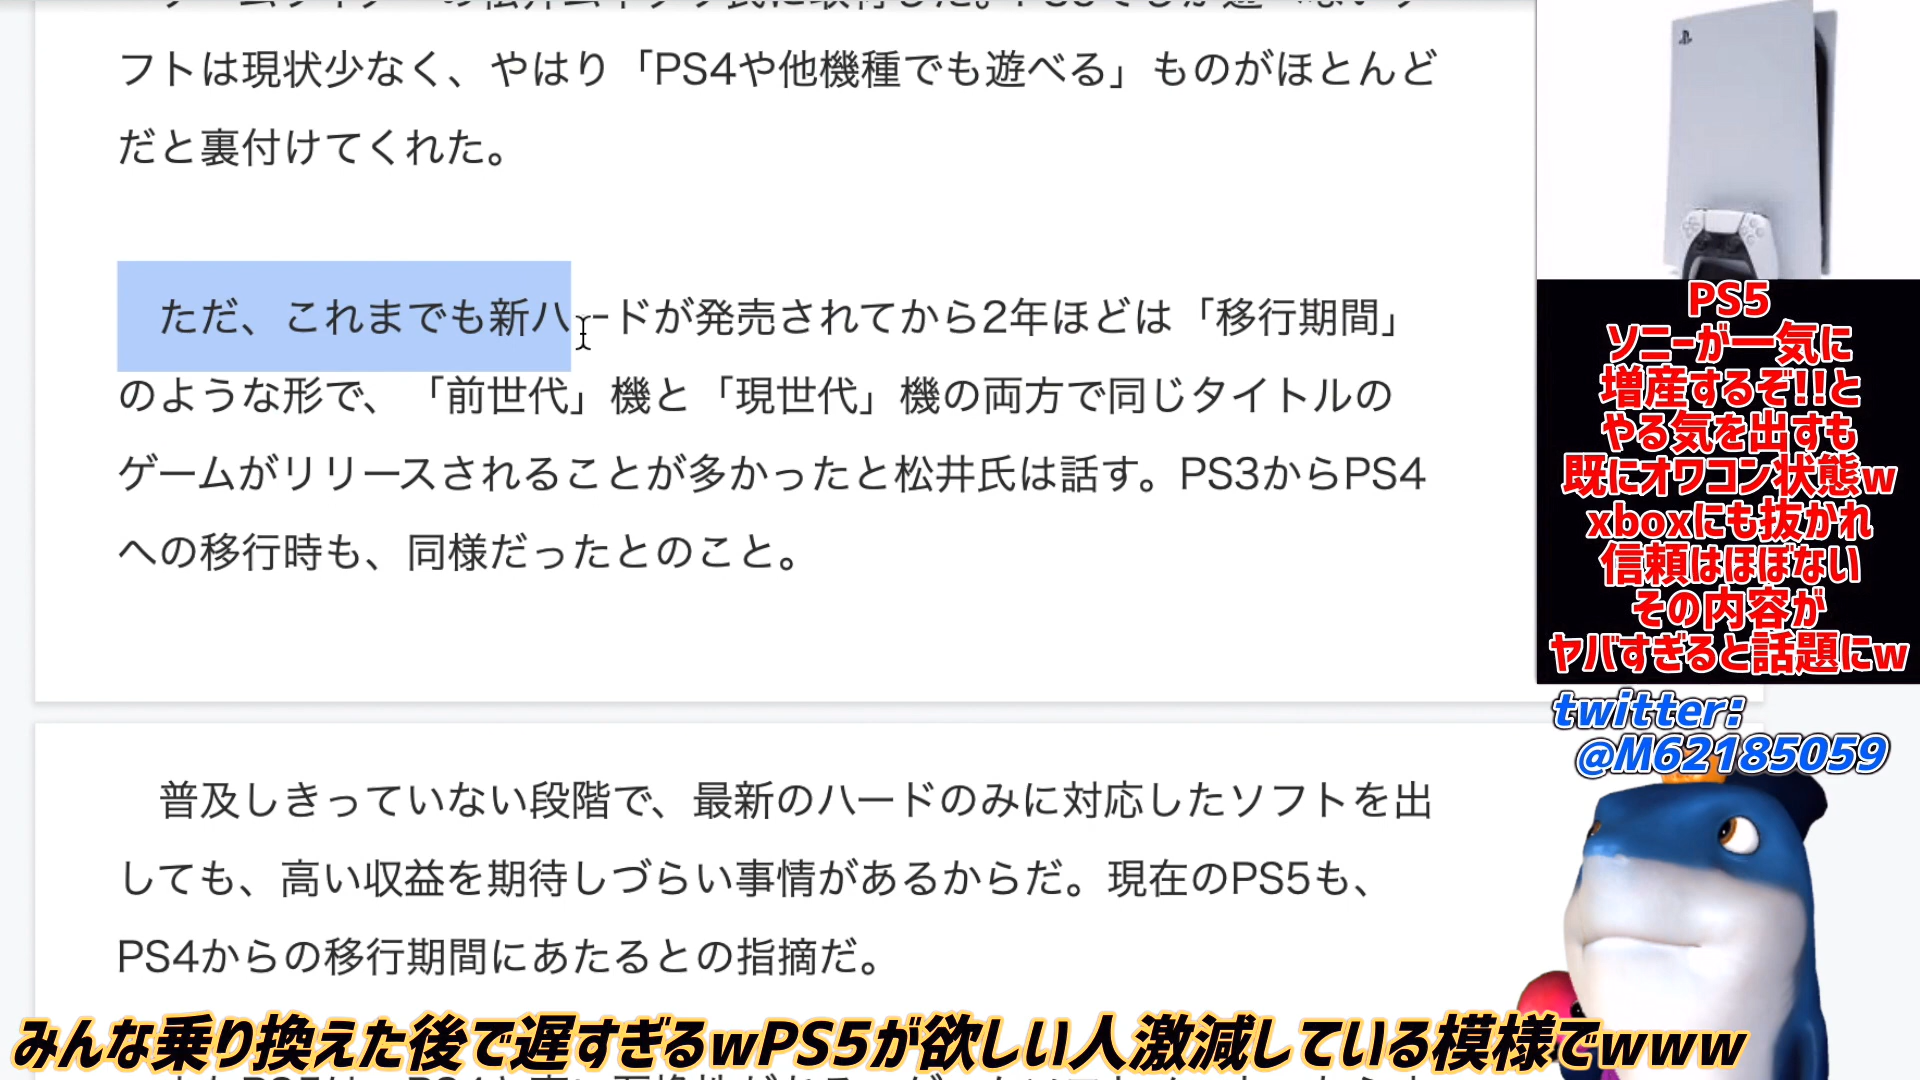 フトは現状少なく、やはり「PS4や他機種でも遊べる」ものがほとんど
だと裏付けてくれた。
ただ、これまでも新ハードが発売されてから2年ほどは「移行期間」
のような形で、「前世代」機と「現世代」機の両方で同じタイトルの
ゲームがリリースされることが多かったと松井氏は話す。PS3からPS4
への移行時も、同様だったとのこと。
普及しきっていない段階で、最新のハードのみに対応したソフトを出
しても、高い収益を期待しづらい事情があるからだ。現在のPS5も、
PS4からの移行期間にあたるとの指摘だ。
PS5
ソニーが一気に
増産するぞ!!と
やる気を出すも
既にオワコン状態w
xboxにも抜かれ
信頼はほぼない
その内容が
ヤバすぎると話題にw
twitter:
@M62185059
みんな乗り換えた後で遅すぎるwPS5が欲しい人激減している模様でwww